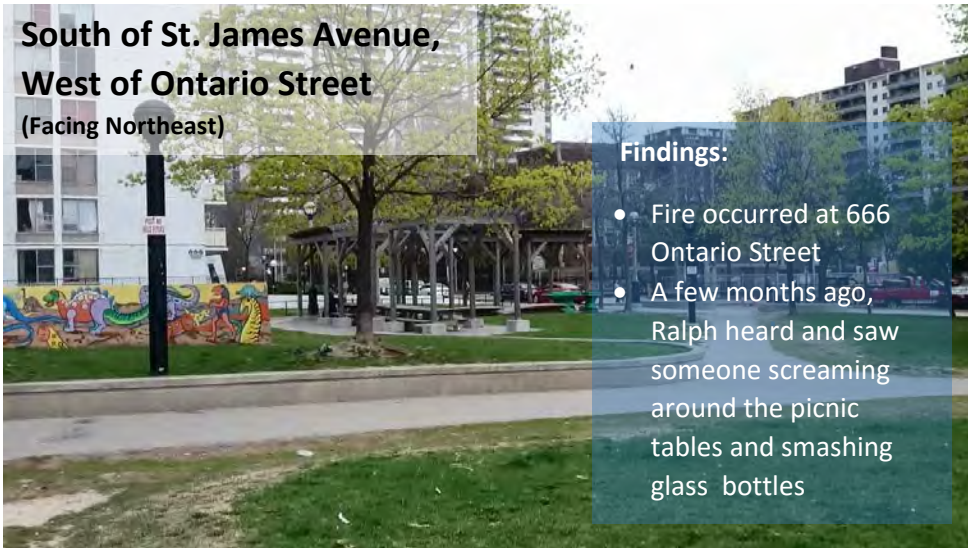 South of St. James Avenue,
West of Ontario Street
(Facing Northeast)
Findings:
• Fire occurred at 666
Ontario Street
• A few months ago,
Ralph heard and saw
someone screaming
around the picnic
tables and smashing
glass bottles